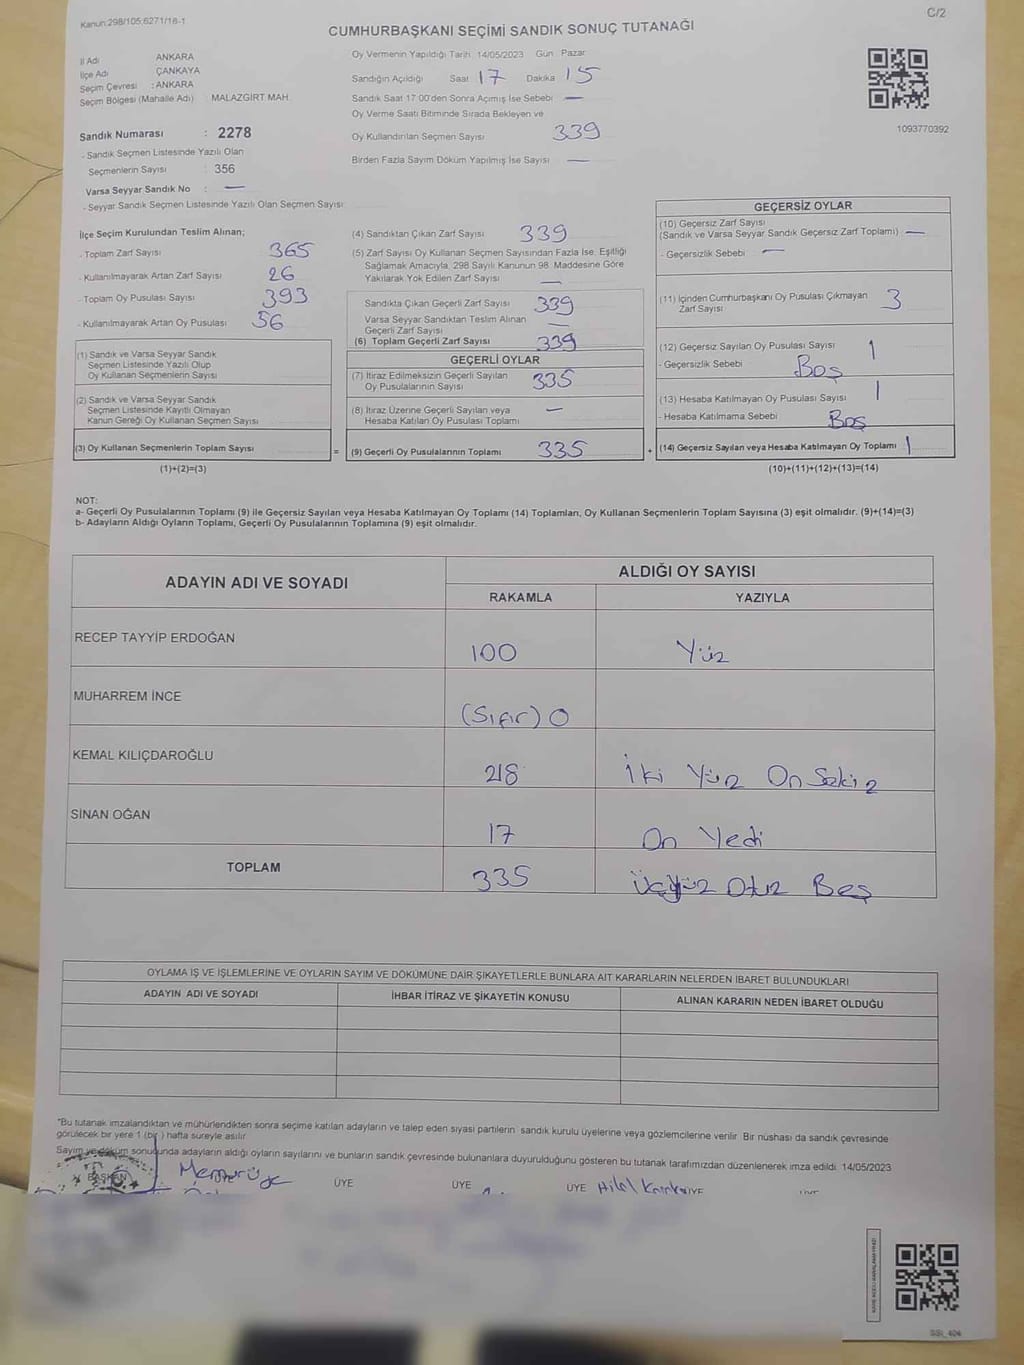 Kanun:298/105;6271/18-1
C/2
CUMHURBAŞKANI SEÇİMİ SANDIK SONUÇ TUTANAĞI
İl Adı ANKARA
İlçe Adı ÇANKAYA
Seçim Çevresi : ANKARA
Seçim Bölgesi (Mahalle Adı) MALAZGİRT MAH.
Sandık Numarası : 2278
- Sandık Seçmen Listesinde Yazılı Olan
Seçmenlerin Sayısı : 356
Varsa Seyyar Sandık No : —
- Seyyar Sandık Seçmen Listesinde Yazılı Olan Seçmen Sayısı
Oy Vermenin Yapıldığı Tarih: 14/05/2023 Gün Pazar
Sandığın Açıldığı Saat 17 Dakika 15
Sandık Saat 17:00'den Sonra Açılmış İse Sebebi —
Oy Verme Saati Bitiminde Sırada Bekleyen ve
Oy Kullandırılan Seçmen Sayısı 339
Birden Fazla Sayım Döküm Yapılmış İse Sayısı —
1093770392
İlçe Seçim Kurulundan Teslim Alınan;
- Toplam Zarf Sayısı 365
- Kullanılmayarak Artan Zarf Sayısı 26
- Toplam Oy Pusulası Sayısı 393
- Kullanılmayarak Artan Oy Pusulası 56
(1) Sandık ve Varsa Seyyar Sandık
Seçmen Listesinde Yazılı Olup
Oy Kullanan Seçmenlerin Sayısı
(2) Sandık ve Varsa Seyyar Sandık
Seçmen Listesinde Kayıtlı Olmayan
Kanun Gereği Oy Kullanan Seçmen Sayısı
(3) Oy Kullanan Seçmenlerin Toplam Sayısı
=
(1)+(2)=(3)
(4) Sandıktan Çıkan Zarf Sayısı 339
(5) Zarf Sayısı Oy Kullanan Seçmen Sayısından Fazla İse, Eşitliği
Sağlamak Amacıyla, 298 Sayılı Kanunun 98. Maddesine Göre
Yakılarak Yok Edilen Zarf Sayısı —
Sandıkta Çıkan Geçerli Zarf Sayısı 339
Varsa Seyyar Sandıktan Teslim Alınan
Geçerli Zarf Sayısı —
(6) Toplam Geçerli Zarf Sayısı 339
GEÇERLİ OYLAR
(7) İtiraz Edilmeksizin Geçerli Sayılan
Oy Pusulalarının Sayısı 335
(8) İtiraz Üzerine Geçerli Sayılan veya
Hesaba Katılan Oy Pusulası Toplamı —
(9) Geçerli Oy Pusulalarının Toplamı 335
+
GEÇERSİZ OYLAR
(10) Geçersiz Zarf Sayısı
(Sandık ve Varsa Seyyar Sandık Geçersiz Zarf Toplamı) —
- Geçersizlik Sebebi —
(11) İçinden Cumhurbaşkanı Oy Pusulası Çıkmayan
Zarf Sayısı 3
(12) Geçersiz Sayılan Oy Pusulası Sayısı 1
- Geçersizlik Sebebi Boş
(13) Hesaba Katılmayan Oy Pusulası Sayısı 1
- Hesaba Katılmama Sebebi Boş
(14) Geçersiz Sayılan veya Hesaba Katılmayan Oy Toplamı 1
(10)+(11)+(12)+(13)=(14)
NOT:
a- Geçerli Oy Pusulalarının Toplamı (9) ile Geçersiz Sayılan veya Hesaba Katılmayan Oy Toplamı (14) Toplamları, Oy Kullanan Seçmenlerin Toplam Sayısına (3) eşit olmalıdır. (9)+(14)=(3)
b- Adayların Aldığı Oyların Toplamı, Geçerli Oy Pusulalarının Toplamına (9) eşit olmalıdır.
ADAYIN ADI VE SOYADI
ALDIĞI OY SAYISI
RAKAMLA YAZIYLA
RECEP TAYYİP ERDOĞAN 100 Yüz
MUHARREM İNCE (Sıfır) 0
KEMAL KILIÇDAROĞLU 218 İki Yüz On Sekiz
SİNAN OĞAN 17 On Yedi
TOPLAM 335 Üçyüz Otuz Beş
OYLAMA İŞ VE İŞLEMLERİNE VE OYLARIN SAYIM VE DÖKÜMÜNE DAİR ŞİKAYETLERLE BUNLARA AİT KARARLARIN NELERDEN İBARET BULUNDUKLARI
ADAYIN ADI VE SOYADI İHBAR İTİRAZ VE ŞİKAYETİN KONUSU ALINAN KARARIN NEDEN İBARET OLDUĞU
*Bu tutanak imzalandıktan ve mühürlendikten sonra seçime katılan adayların ve talep eden siyasi partilerin sandık kurulu üyelerine veya gözlemcilerine verilir. Bir nüshası da sandık çevresinde
görülecek bir yere 1 (bir) hafta süreyle asılır.
Sayım ve döküm sonucunda adayların aldığı oyların sayılarını ve bunların sandık çevresinde bulunanlara duyurulduğunu gösteren bu tutanak tarafımızdan düzenlenerek imza edildi. 14/05/2023
BAŞKAN ÜYE ÜYE ÜYE Hilal
SSI_404